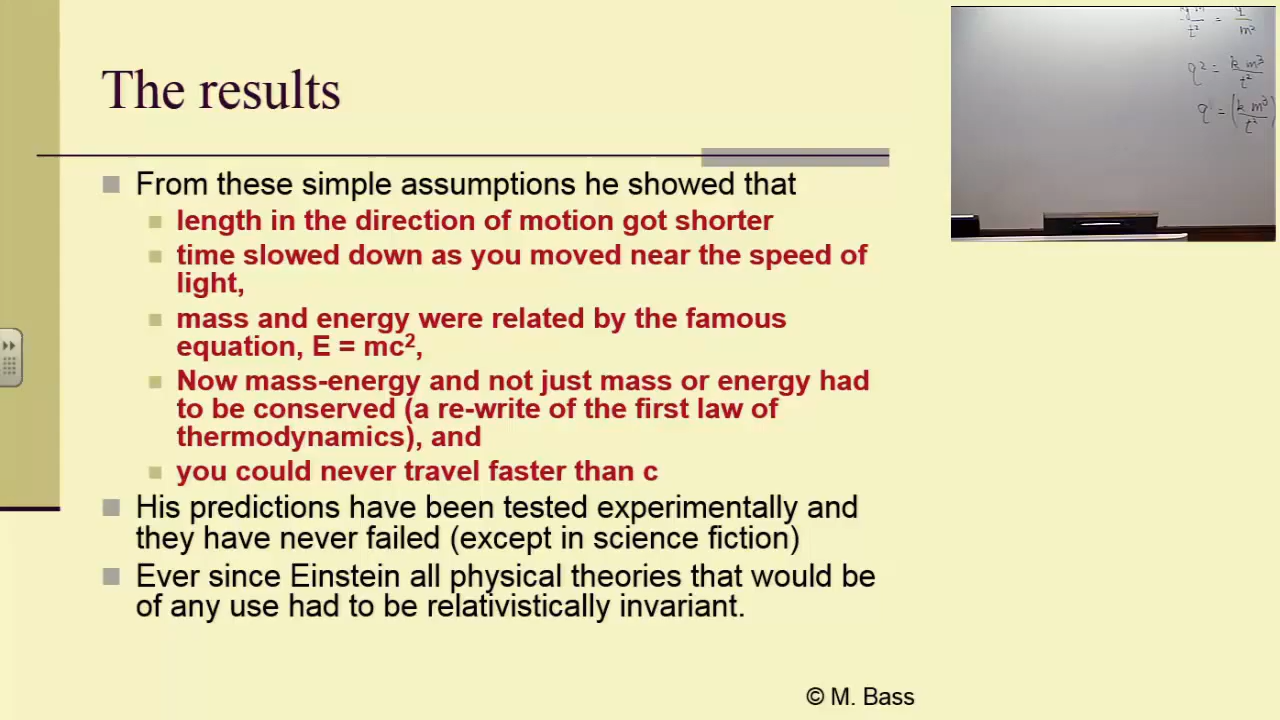 The results
From these simple assumptions he showed that
length in the direction of motion got shorter
time slowed down as you moved near the speed of
light,
mass and energy were related by the famous
equation, E = mc²,
Now mass-energy and not just mass or energy had
to be conserved (a re-write of the first law of
thermodynamics), and
you could never travel faster than c
His predictions have been tested experimentally and
they have never failed (except in science fiction)
Ever since Einstein all physical theories that would be
of any use had to be relativistically invariant.
© M. Bass
q² = k m³ / t²
q = (k m³ / t²)